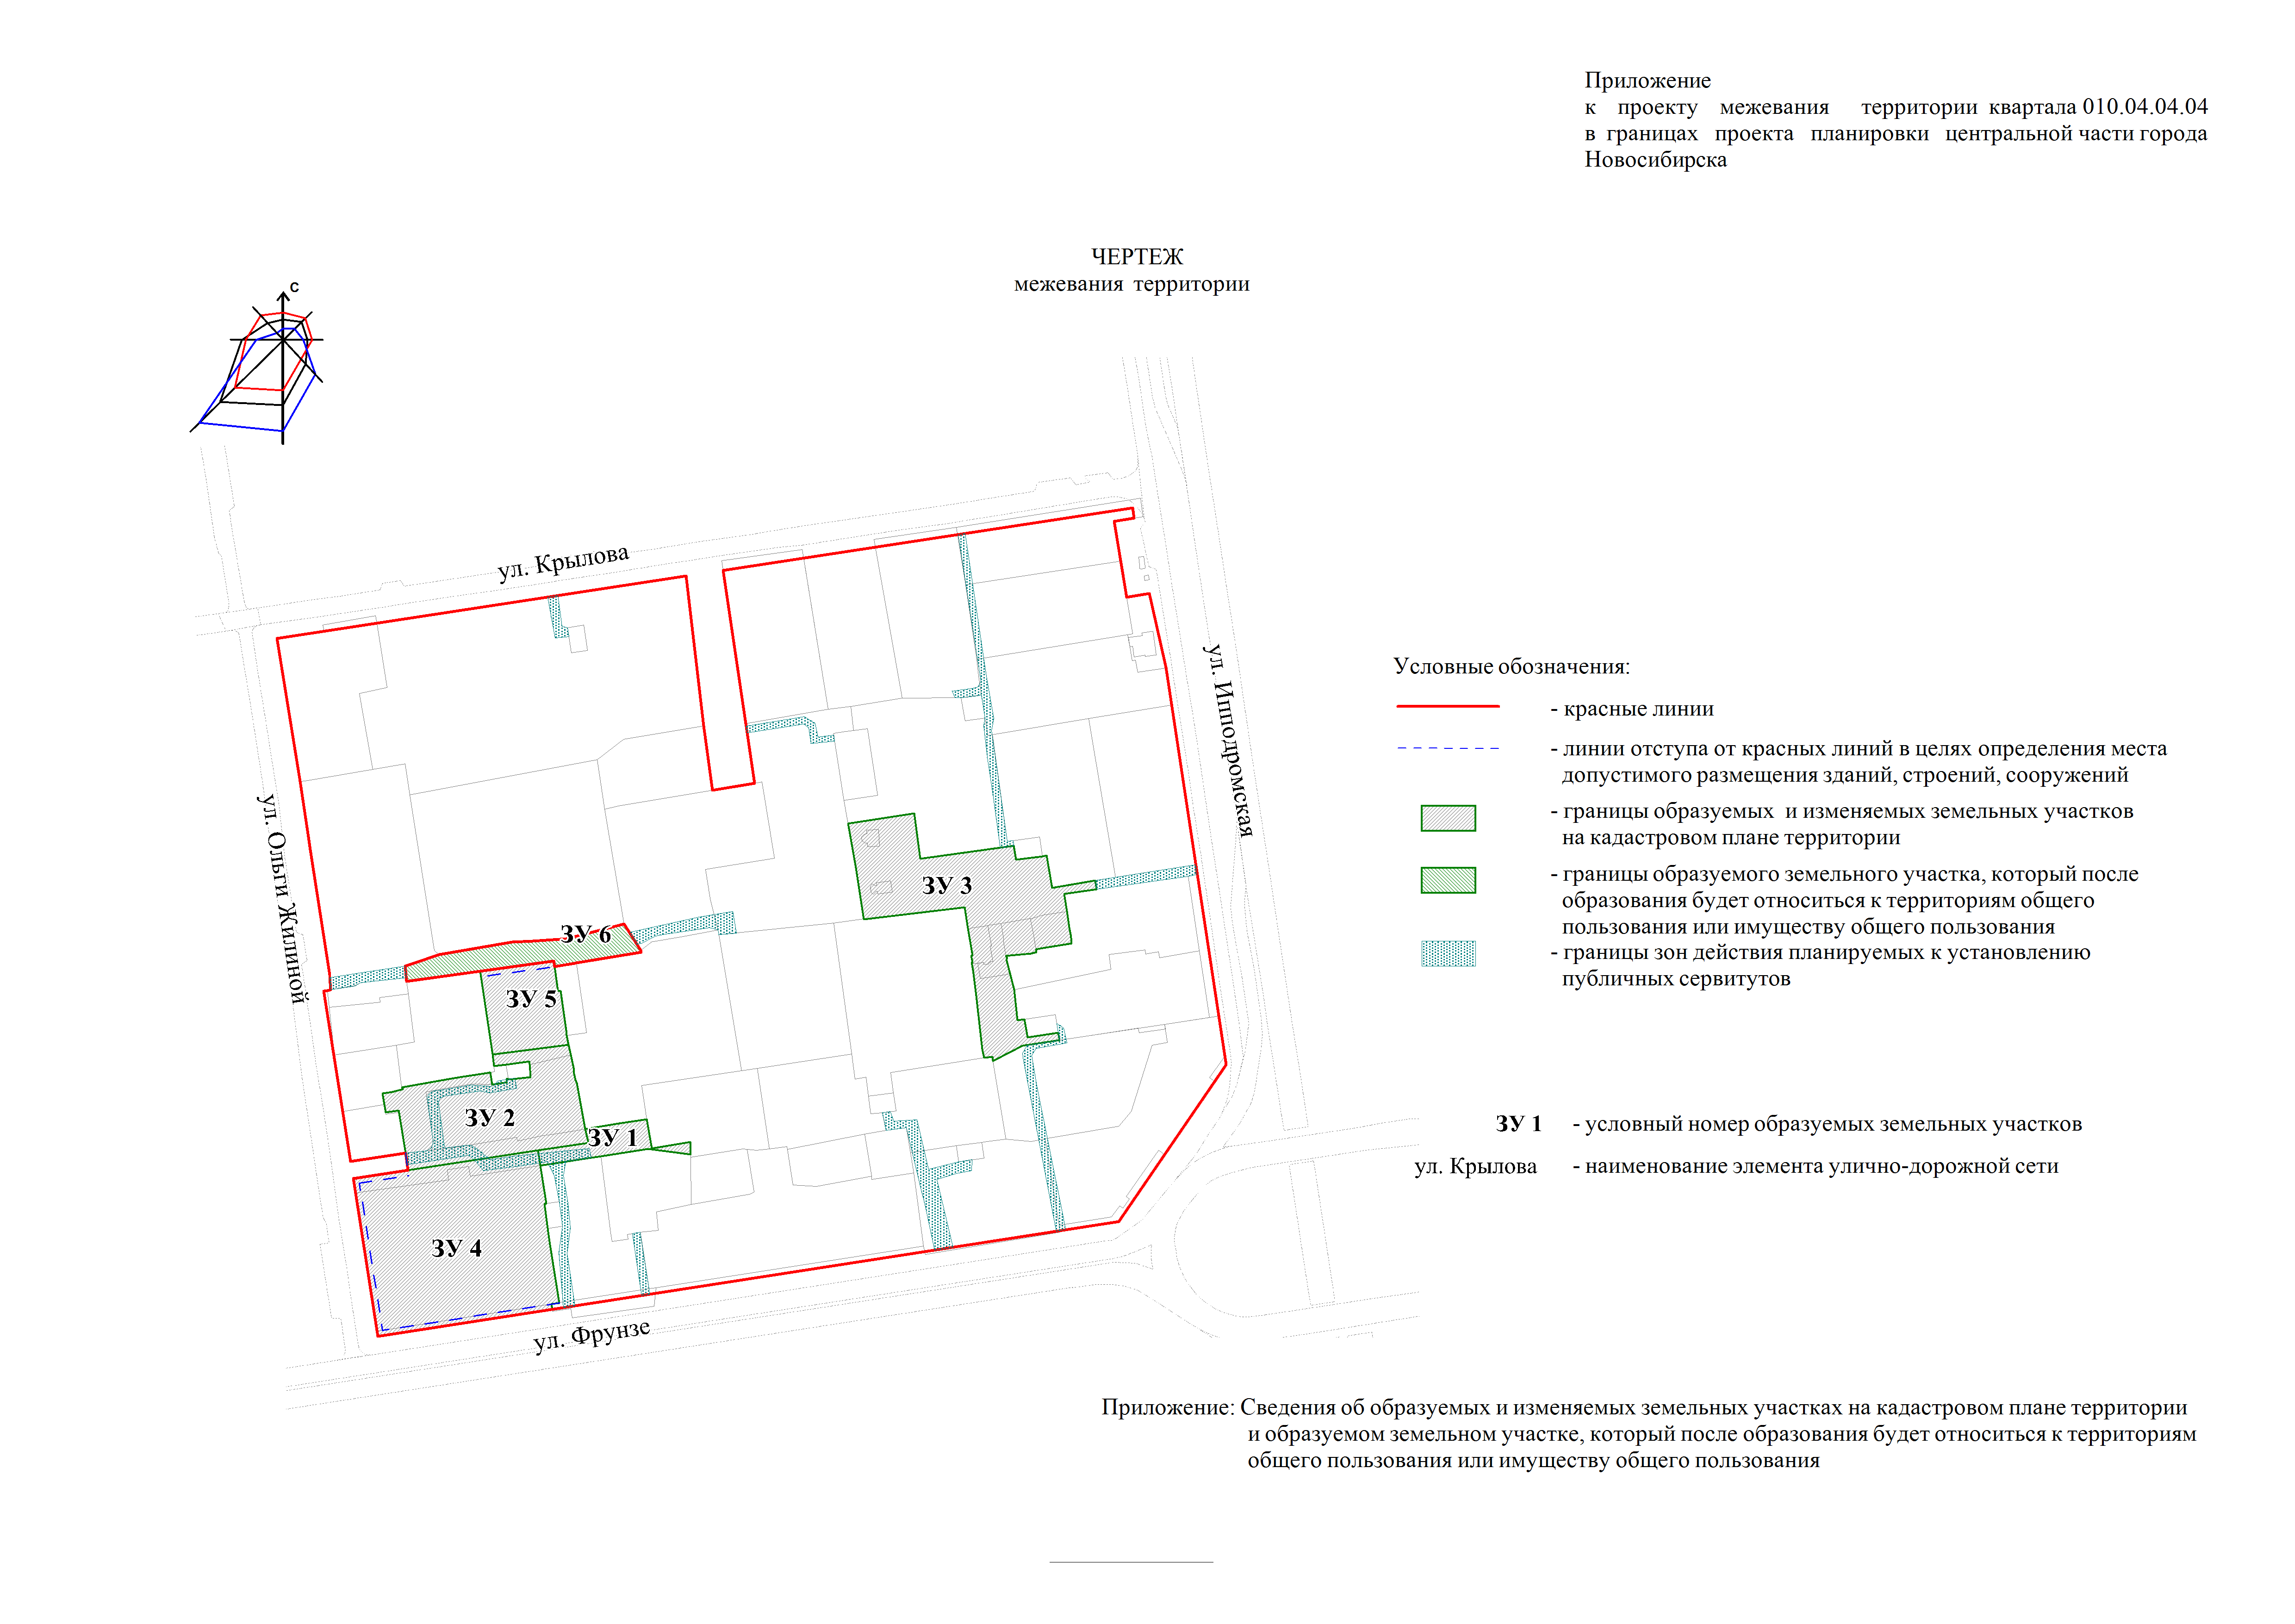 Приложение
к проекту межевания территории квартала 010.04.04.04
в границах проекта планировки центральной части города
Новосибирска
ЧЕРТЕЖ
межевания территории
С
ул. Крылова
ул. Ипподромская
ул. Ольги Жилиной
ул. Фрунзе
ЗУ 3
ЗУ 6
ЗУ 5
ЗУ 2
ЗУ 1
ЗУ 4
Условные обозначения:
- красные линии
- линии отступа от красных линий в целях определения места
допустимого размещения зданий, строений, сооружений
- границы образуемых и изменяемых земельных участков
на кадастровом плане территории
- границы образуемого земельного участка, который после
образования будет относиться к территориям общего
пользования или имуществу общего пользования
- границы зон действия планируемых к установлению
публичных сервитутов
ЗУ 1 - условный номер образуемых земельных участков
ул. Крылова - наименование элемента улично-дорожной сети
Приложение: Сведения об образуемых и изменяемых земельных участках на кадастровом плане территории
и образуемом земельном участке, который после образования будет относиться к территориям
общего пользования или имуществу общего пользования